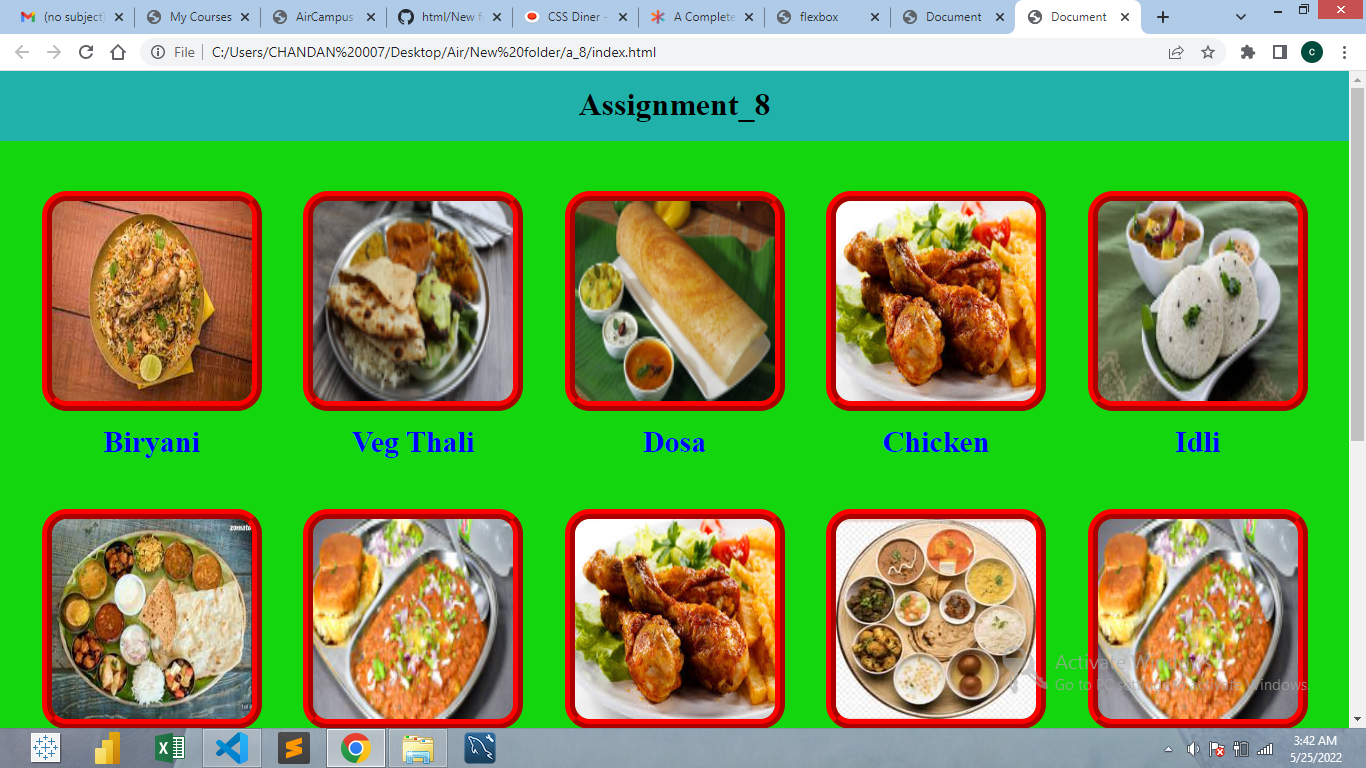 (no subject)
My Courses
AirCampus
html/New f
CSS Diner -
A Complete
flexbox
Document
Document
File
C:/Users/CHANDAN%20007/Desktop/Air/New%20folder/a_8/index.html
c
Assignment_8
Biryani
Veg Thali
Dosa
Chicken
Idli
zomato
Activate Windows
Go to PC settings to activate Windows.
3:42 AM
5/25/2022